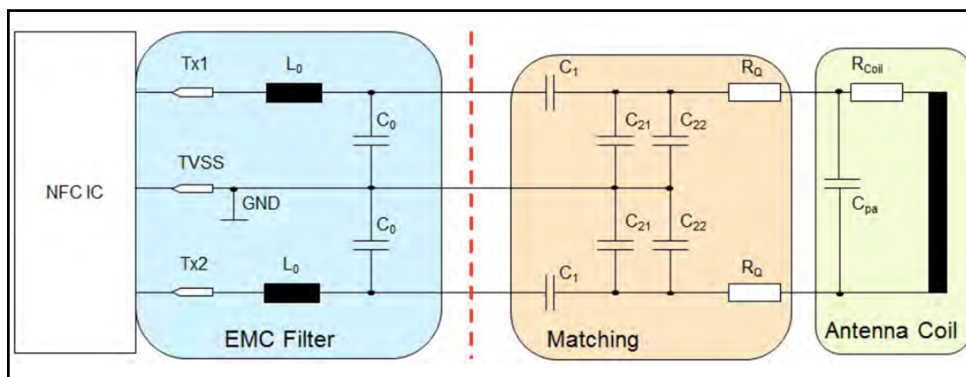 Tx1
L0
C1
RQ
RCoil
C0
C21
C22
TVSS
NFC IC
GND
Cpa
C0
C21
C22
Tx2
L0
C1
RQ
EMC Filter
Matching
Antenna Coil